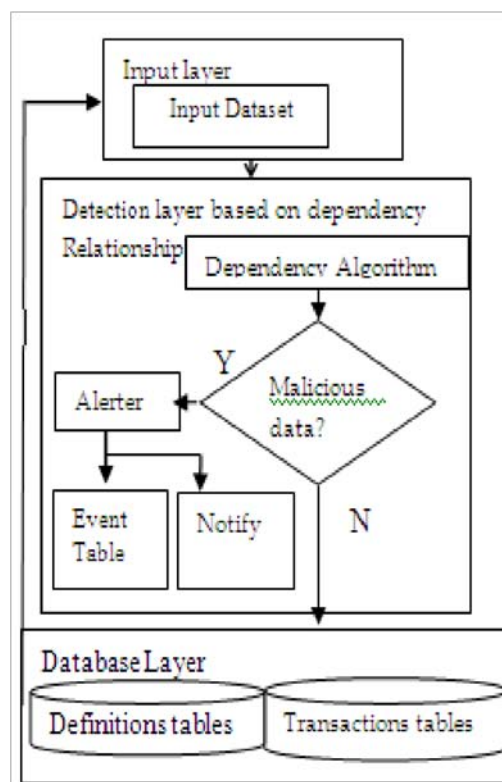 Input layer
Input Dataset
Detection layer based on dependency
Relationship
Dependency Algorithm
Y
Malicious
data?
Alerter
Event
Table
Notify
N
Database Layer
Definitions tables
Transactions tables